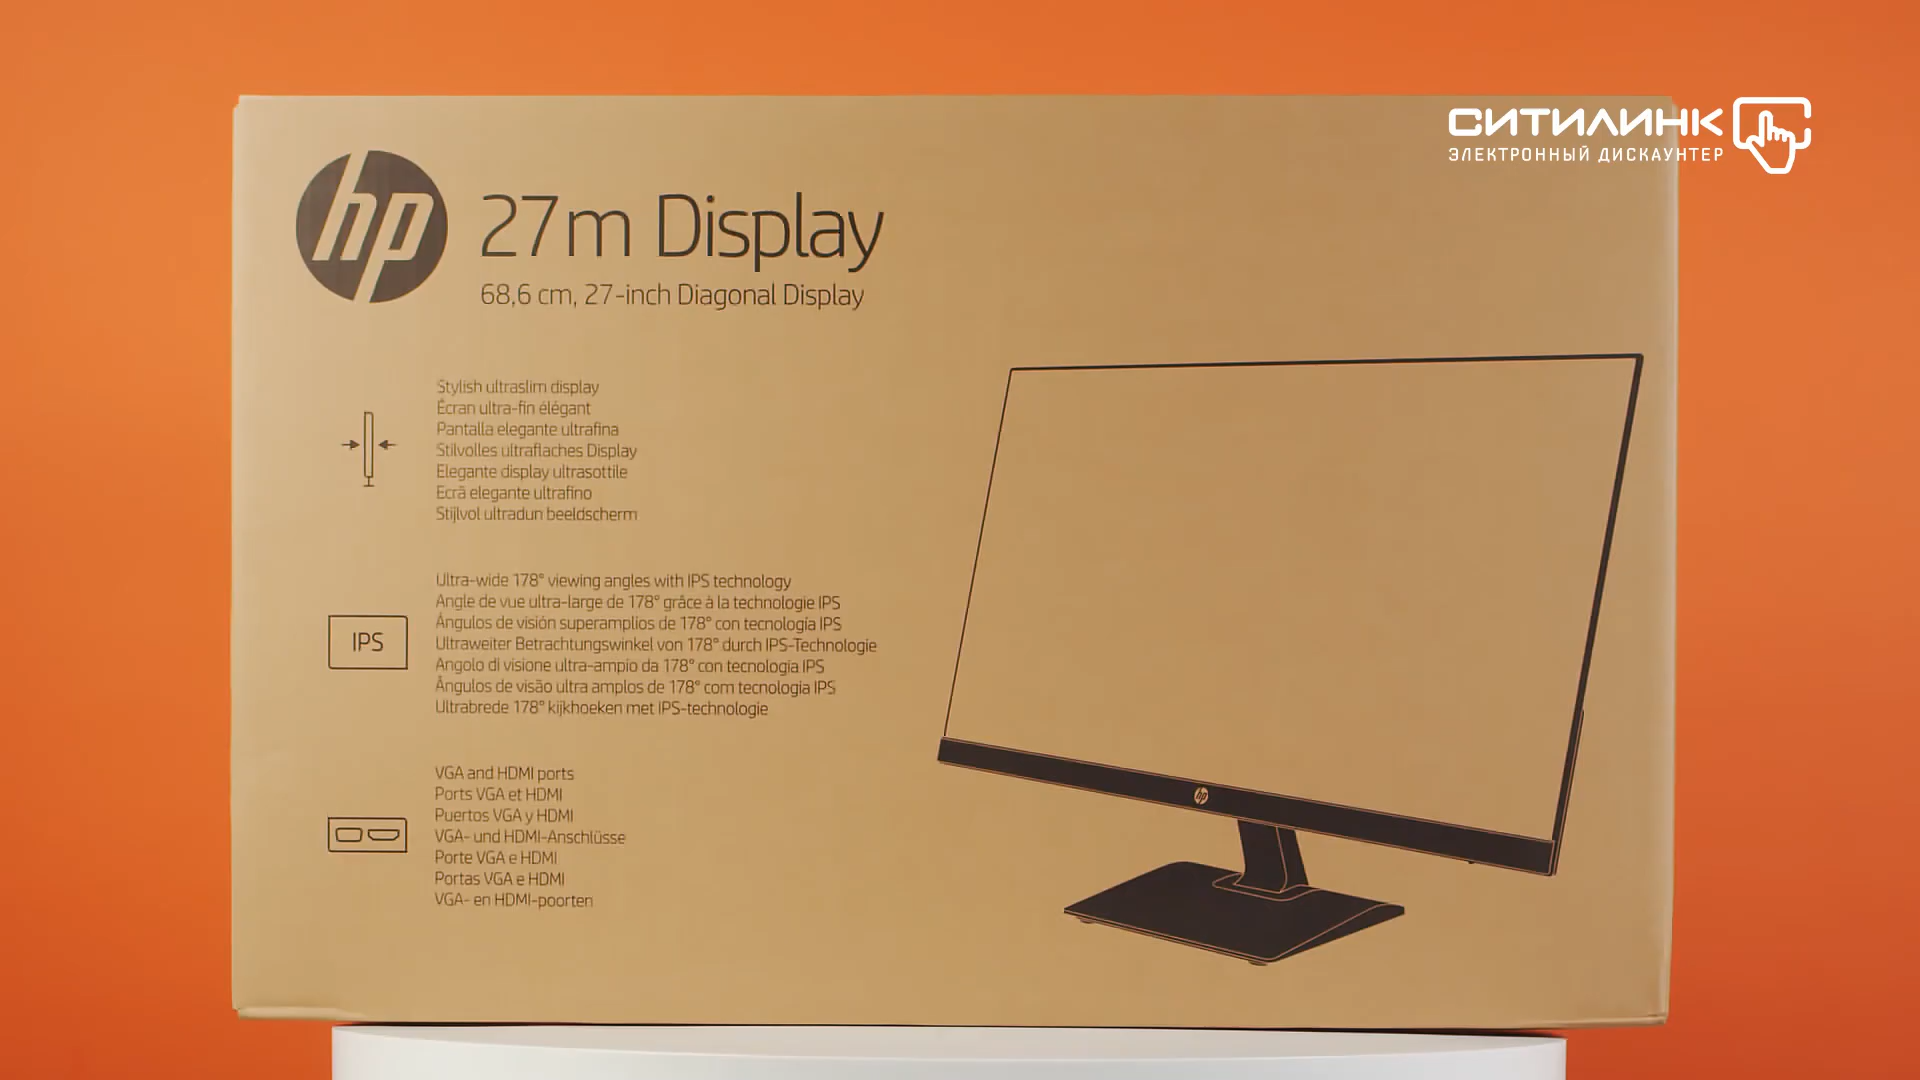 СИТИЛИНК
ЭЛЕКТРОННЫЙ ДИСКАУНТЕР
hp
27m Display
68,6 cm, 27-inch Diagonal Display
Stylish ultraslim display
Écran ultra-fin élégant
Pantalla elegante ultrafina
Stilvolles ultraflaches Display
Elegante display ultrasottile
Ecrã elegante ultrafino
Stijlvol ultradun beeldscherm
IPS
Ultra-wide 178° viewing angles with IPS technology
Angle de vue ultra-large de 178° grâce à la technologie IPS
Ángulos de visión superamplios de 178° con tecnología IPS
Ultraweiter Betrachtungswinkel von 178° durch IPS-Technologie
Angolo di visione ultra-ampio da 178° con tecnologia IPS
Ângulos de visão ultra amplos de 178° com tecnologia IPS
Ultrabrede 178° kijkhoeken met IPS-technologie
VGA and HDMI ports
Ports VGA et HDMI
Puertos VGA y HDMI
VGA- und HDMI-Anschlüsse
Porte VGA e HDMI
Portas VGA e HDMI
VGA- en HDMI-poorten
hp